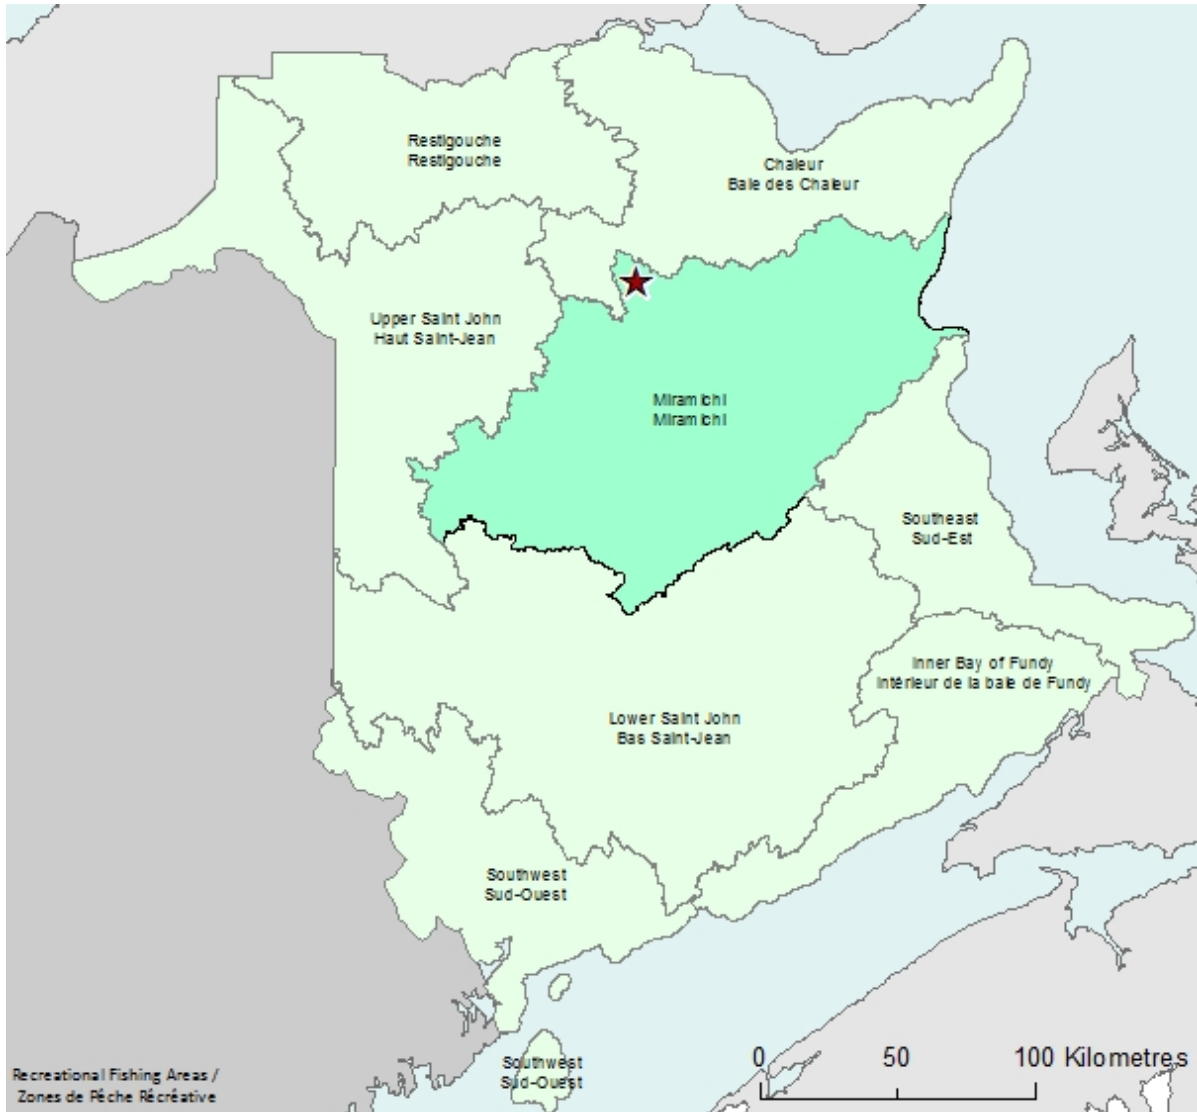 Restigouche
Restigouche
Chaleur
Baie des Chaleur
Upper Saint John
Haut Saint-Jean
Miramichi
Miramichi
Southeast
Sud-Est
Inner Bay of Fundy
Intérieur de la baie de Fundy
Lower Saint John
Bas Saint-Jean
Southwest
Sud-Ouest
Southwest
Sud-Ouest
0 50 100 Kilometres
Recreational Fishing Areas /
Zones de Pêche Récréative